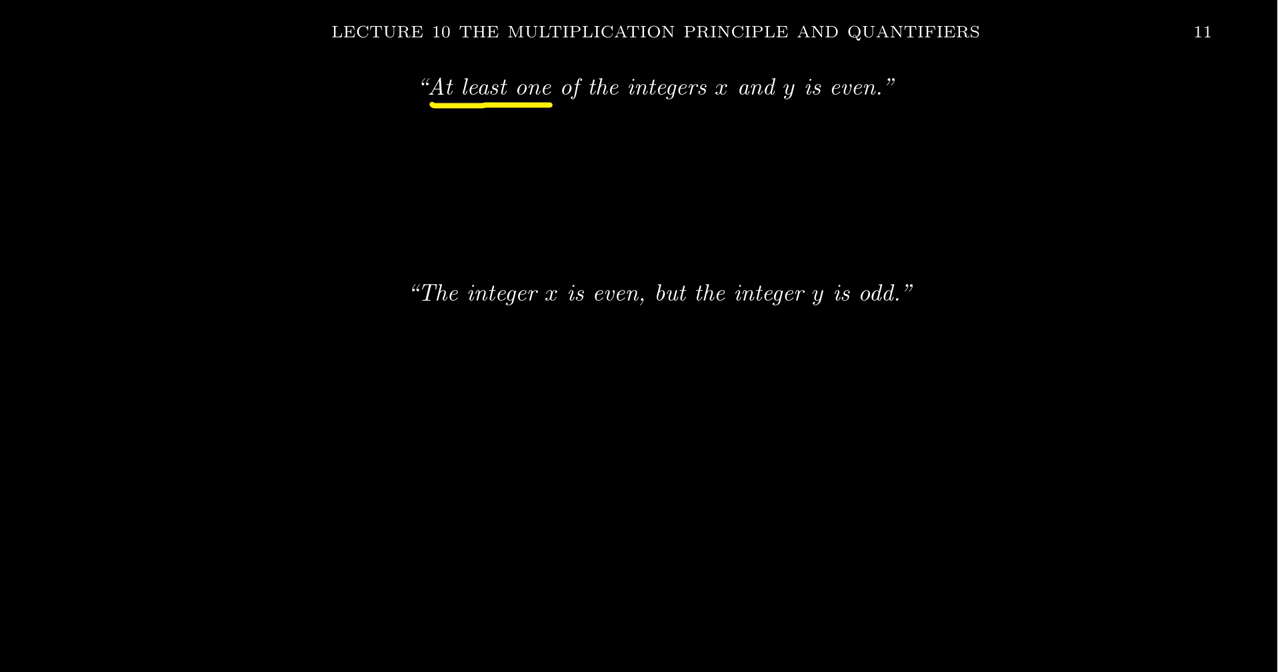 LECTURE 10 THE MULTIPLICATION PRINCIPLE AND QUANTIFIERS 11
“At least one of the integers x and y is even.”
“The integer x is even, but the integer y is odd.”